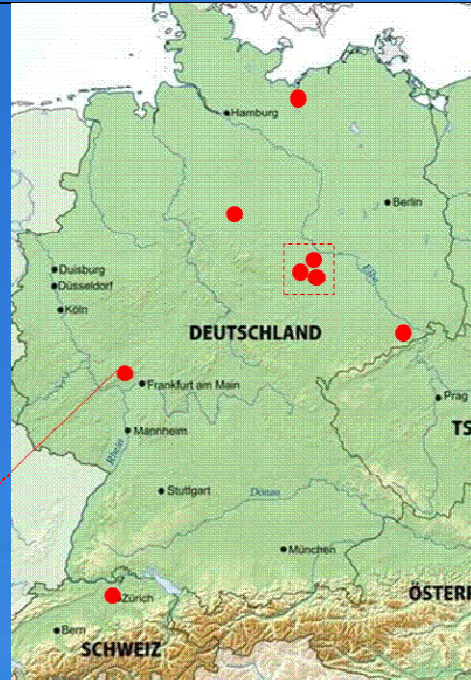 Hamburg
Berlin
Elbe
Duisburg
Düsseldorf
Köln
DEUTSCHLAND
Frankfurt am Main
Prag
TS
Mannheim
Rhein
Stuttgart
Donau
München
Zürich
ÖSTERR
Bern
SCHWEIZ